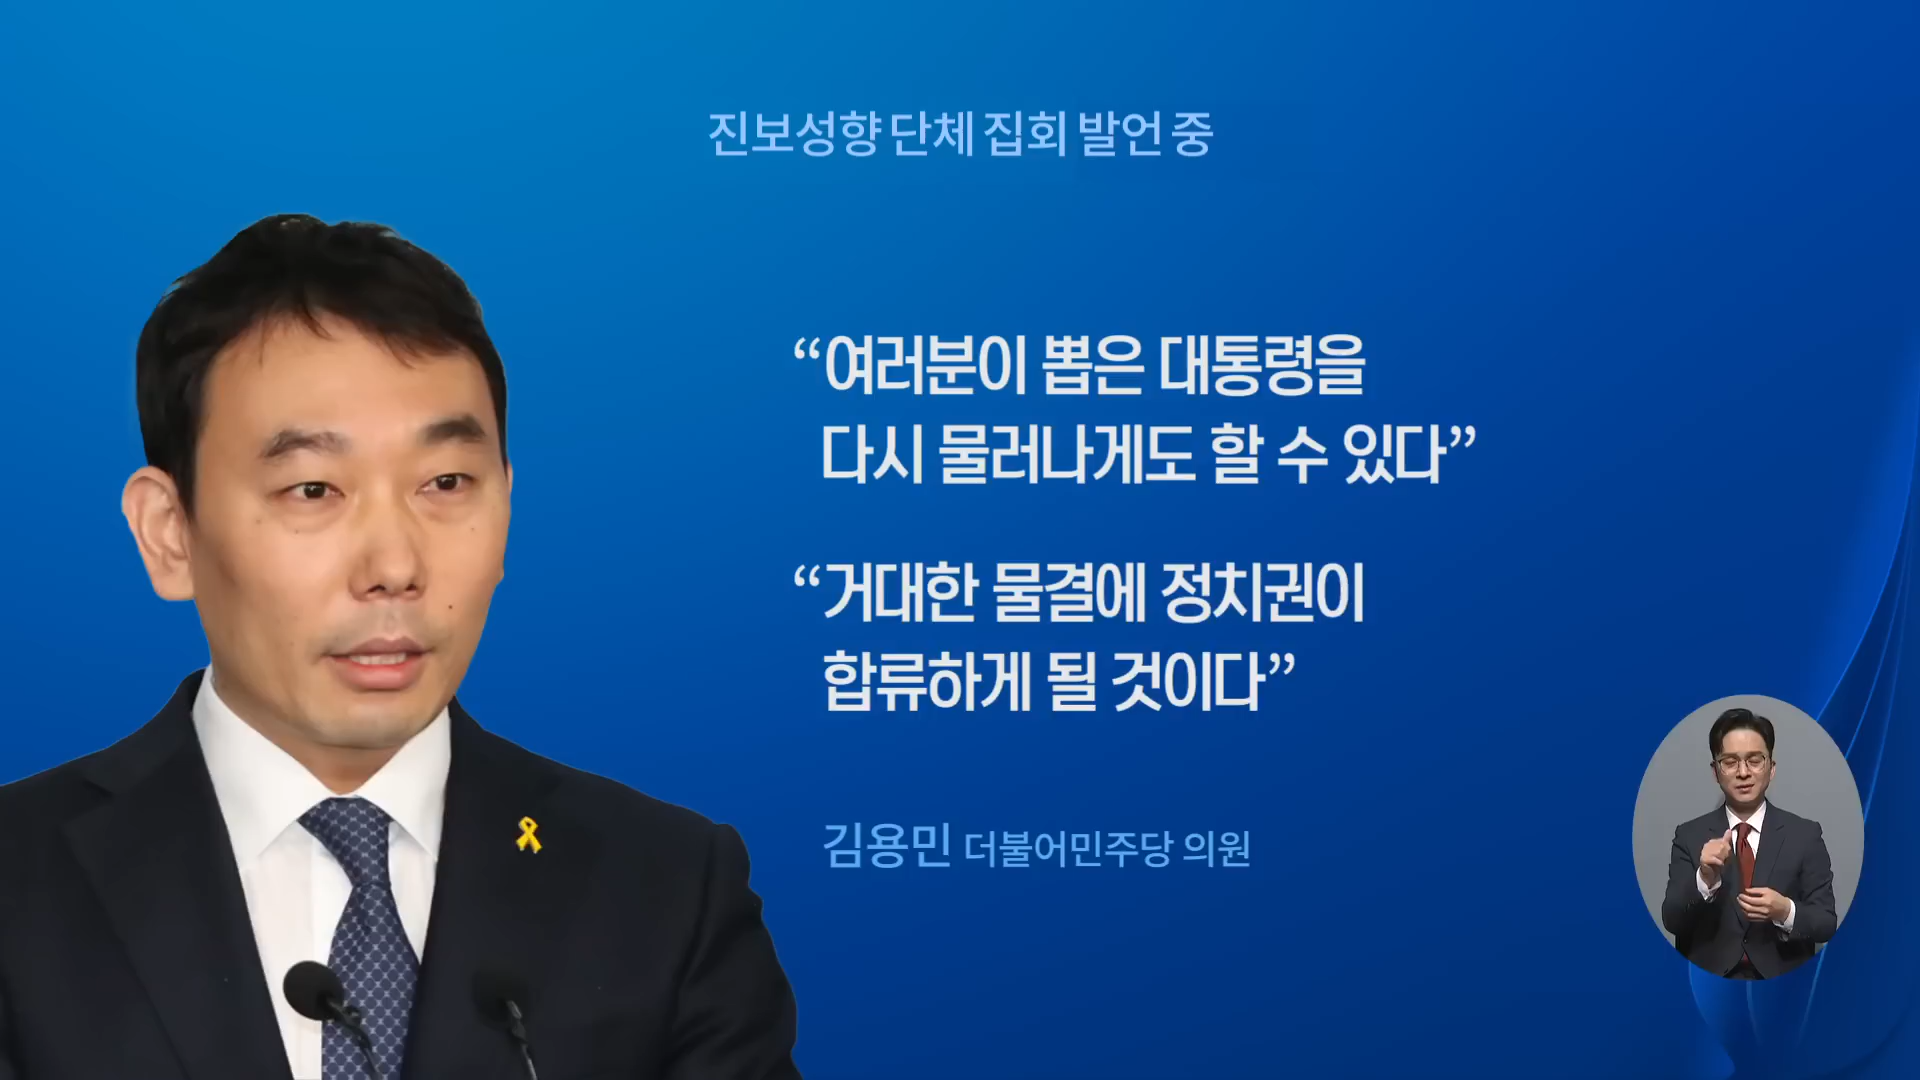 진보성향 단체 집회 발언 중
“여러분이 뽑은 대통령을
다시 물러나게도 할 수 있다”
“거대한 물결에 정치권이
합류하게 될 것이다”
김용민 더불어민주당 의원